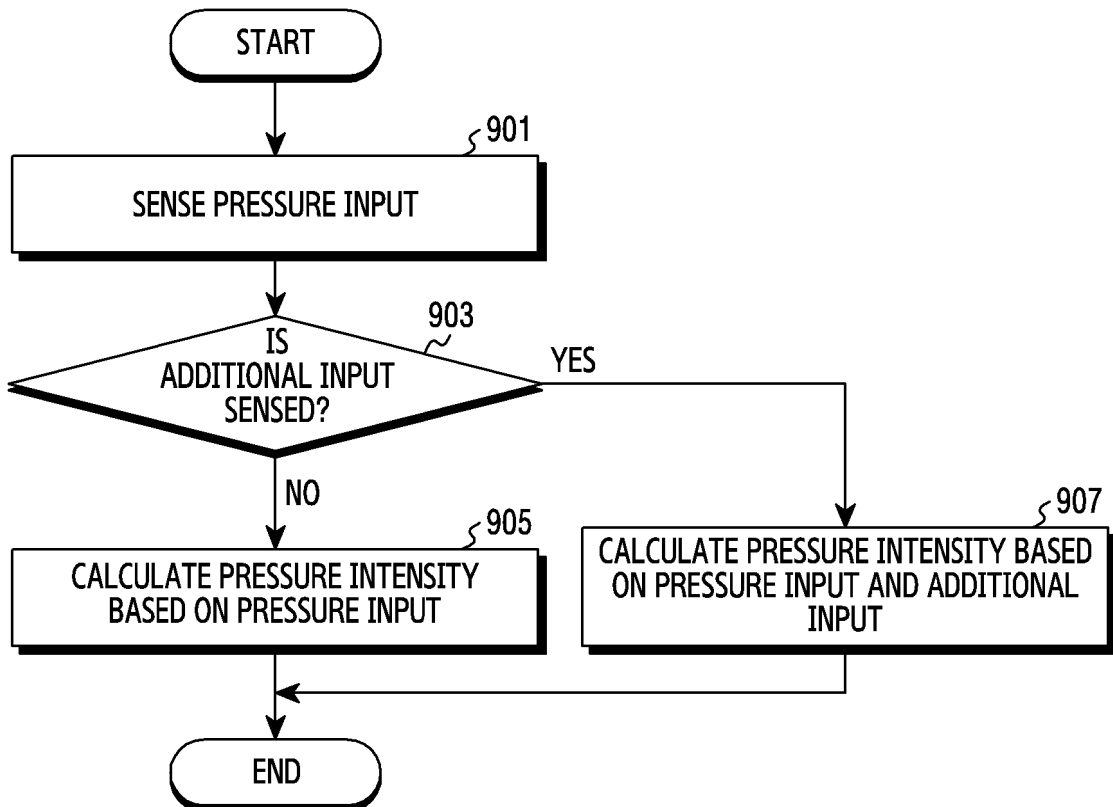 START
901
SENSE PRESSURE INPUT
903
IS
ADDITIONAL INPUT
SENSED?
YES
NO
905
CALCULATE PRESSURE INTENSITY
BASED ON PRESSURE INPUT
907
CALCULATE PRESSURE INTENSITY BASED
ON PRESSURE INPUT AND ADDITIONAL
INPUT
END